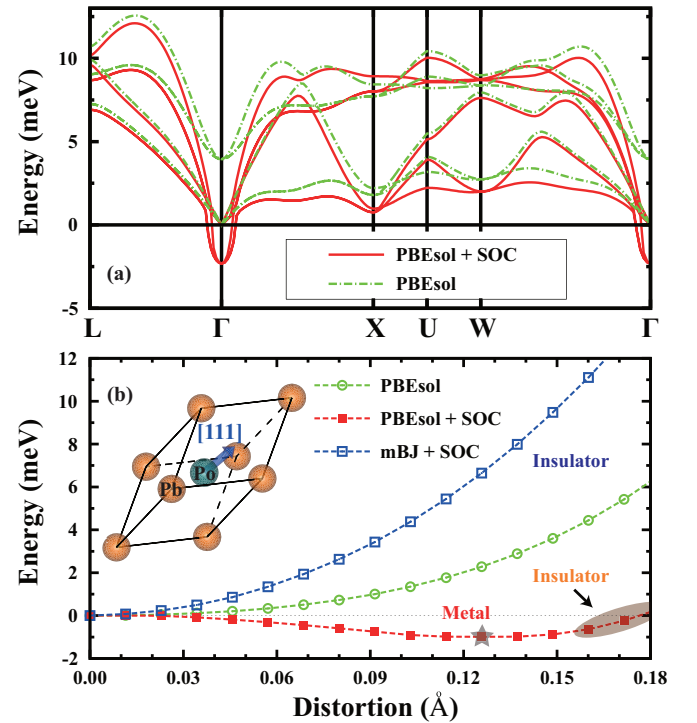 10
5
0
-5
Energy (meV)
(a)
PBEsol + SOC
PBEsol
L Γ X U W Γ
12
10
8
6
4
2
0
-2
Energy (meV)
(b)
PBEsol
PBEsol + SOC
mBJ + SOC
[111]
Pb Po
Insulator
Insulator
Metal
0.00 0.03 0.06 0.09 0.12 0.15 0.18
Distortion (Å)